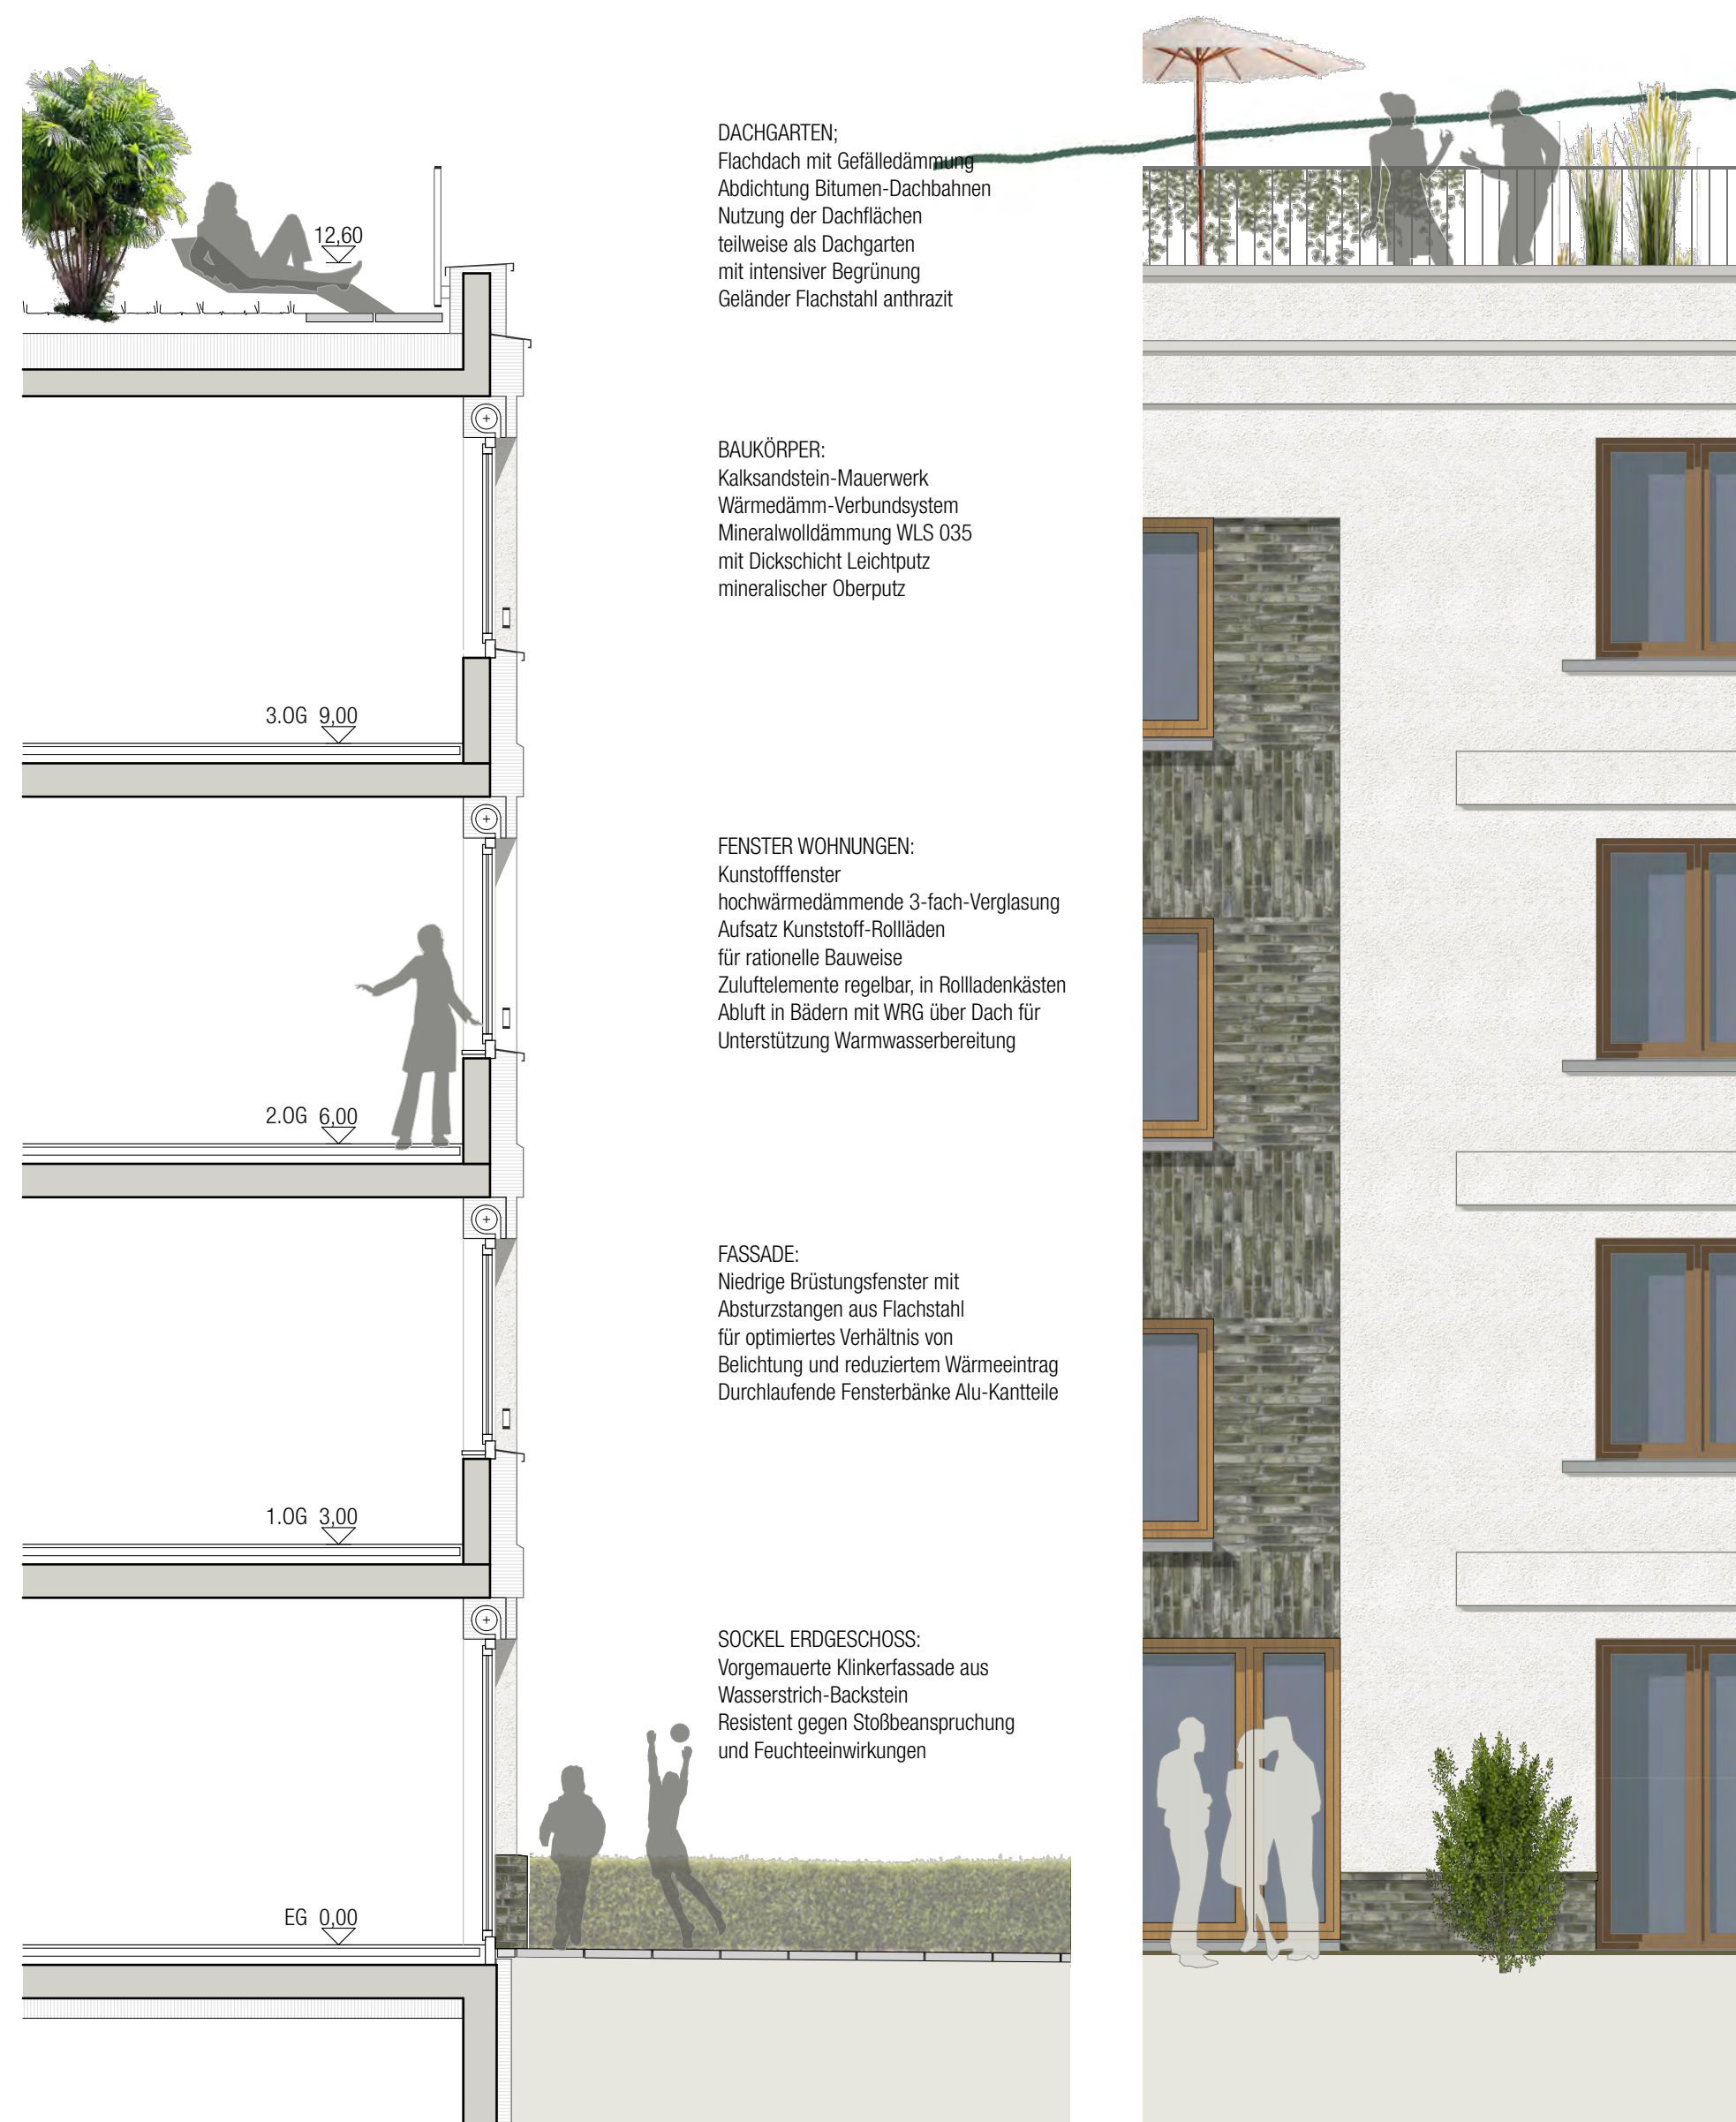 12,60
3.OG 9,00
2.OG 6,00
1.OG 3,00
EG 0,00
DACHGARTEN;
Flachdach mit Gefälledämmung
Abdichtung Bitumen-Dachbahnen
Nutzung der Dachflächen
teilweise als Dachgarten
mit intensiver Begrünung
Geländer Flachstahl anthrazit
BAUKÖRPER:
Kalksandstein-Mauerwerk
Wärmedämm-Verbundsystem
Mineralwolldämmung WLS 035
mit Dickschicht Leichtputz
mineralischer Oberputz
FENSTER WOHNUNGEN:
Kunstofffenster
hochwärmedämmende 3-fach-Verglasung
Aufsatz Kunststoff-Rollläden
für rationelle Bauweise
Zuluftelemente regelbar, in Rollladenkästen
Abluft in Bädern mit WRG über Dach für
Unterstützung Warmwasserbereitung
FASSADE:
Niedrige Brüstungsfenster mit
Absturzstangen aus Flachstahl
für optimiertes Verhältnis von
Belichtung und reduziertem Wärmeeintrag
Durchlaufende Fensterbänke Alu-Kantteile
SOCKEL ERDGESCHOSS:
Vorgemauerte Klinkerfassade aus
Wasserstrich-Backstein
Resistent gegen Stoßbeanspruchung
und Feuchteeinwirkungen